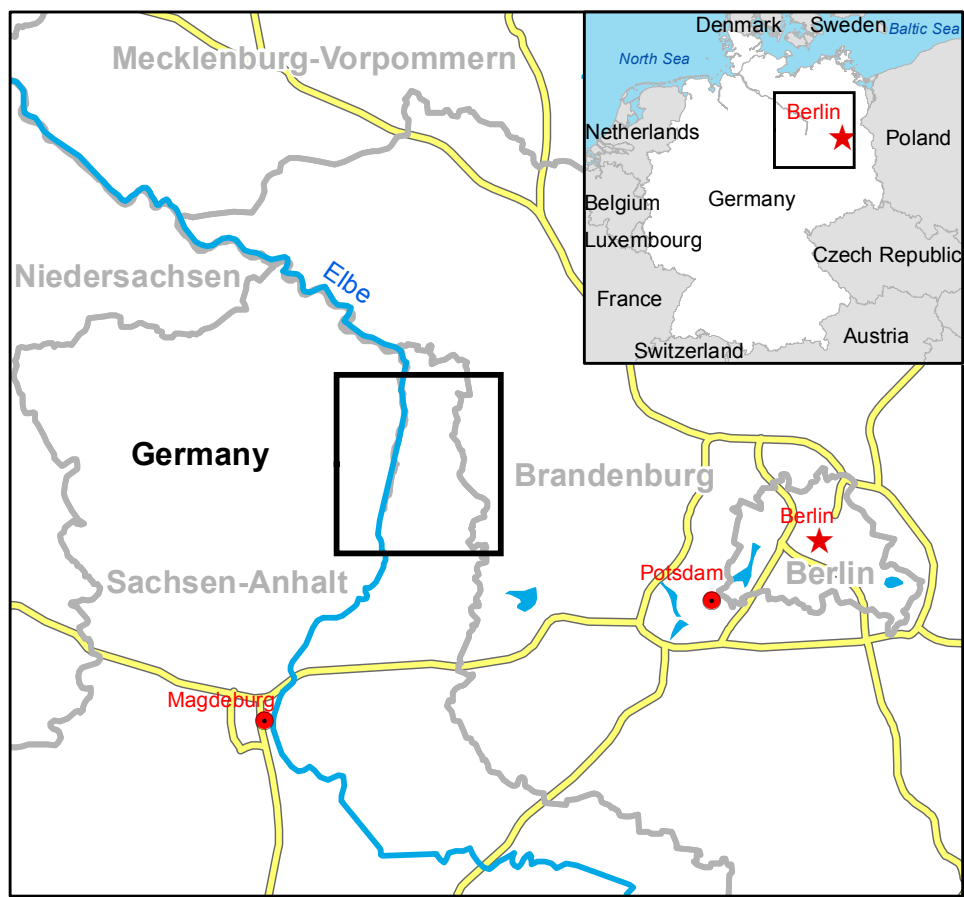 Mecklenburg-Vorpommern
Niedersachsen
Elbe
Germany
Brandenburg
Sachsen-Anhalt
Berlin
Berlin
Potsdam
Magdeburg
Denmark
Sweden
Baltic Sea
North Sea
Berlin
Netherlands
Poland
Belgium
Germany
Luxembourg
Czech Republic
France
Austria
Switzerland